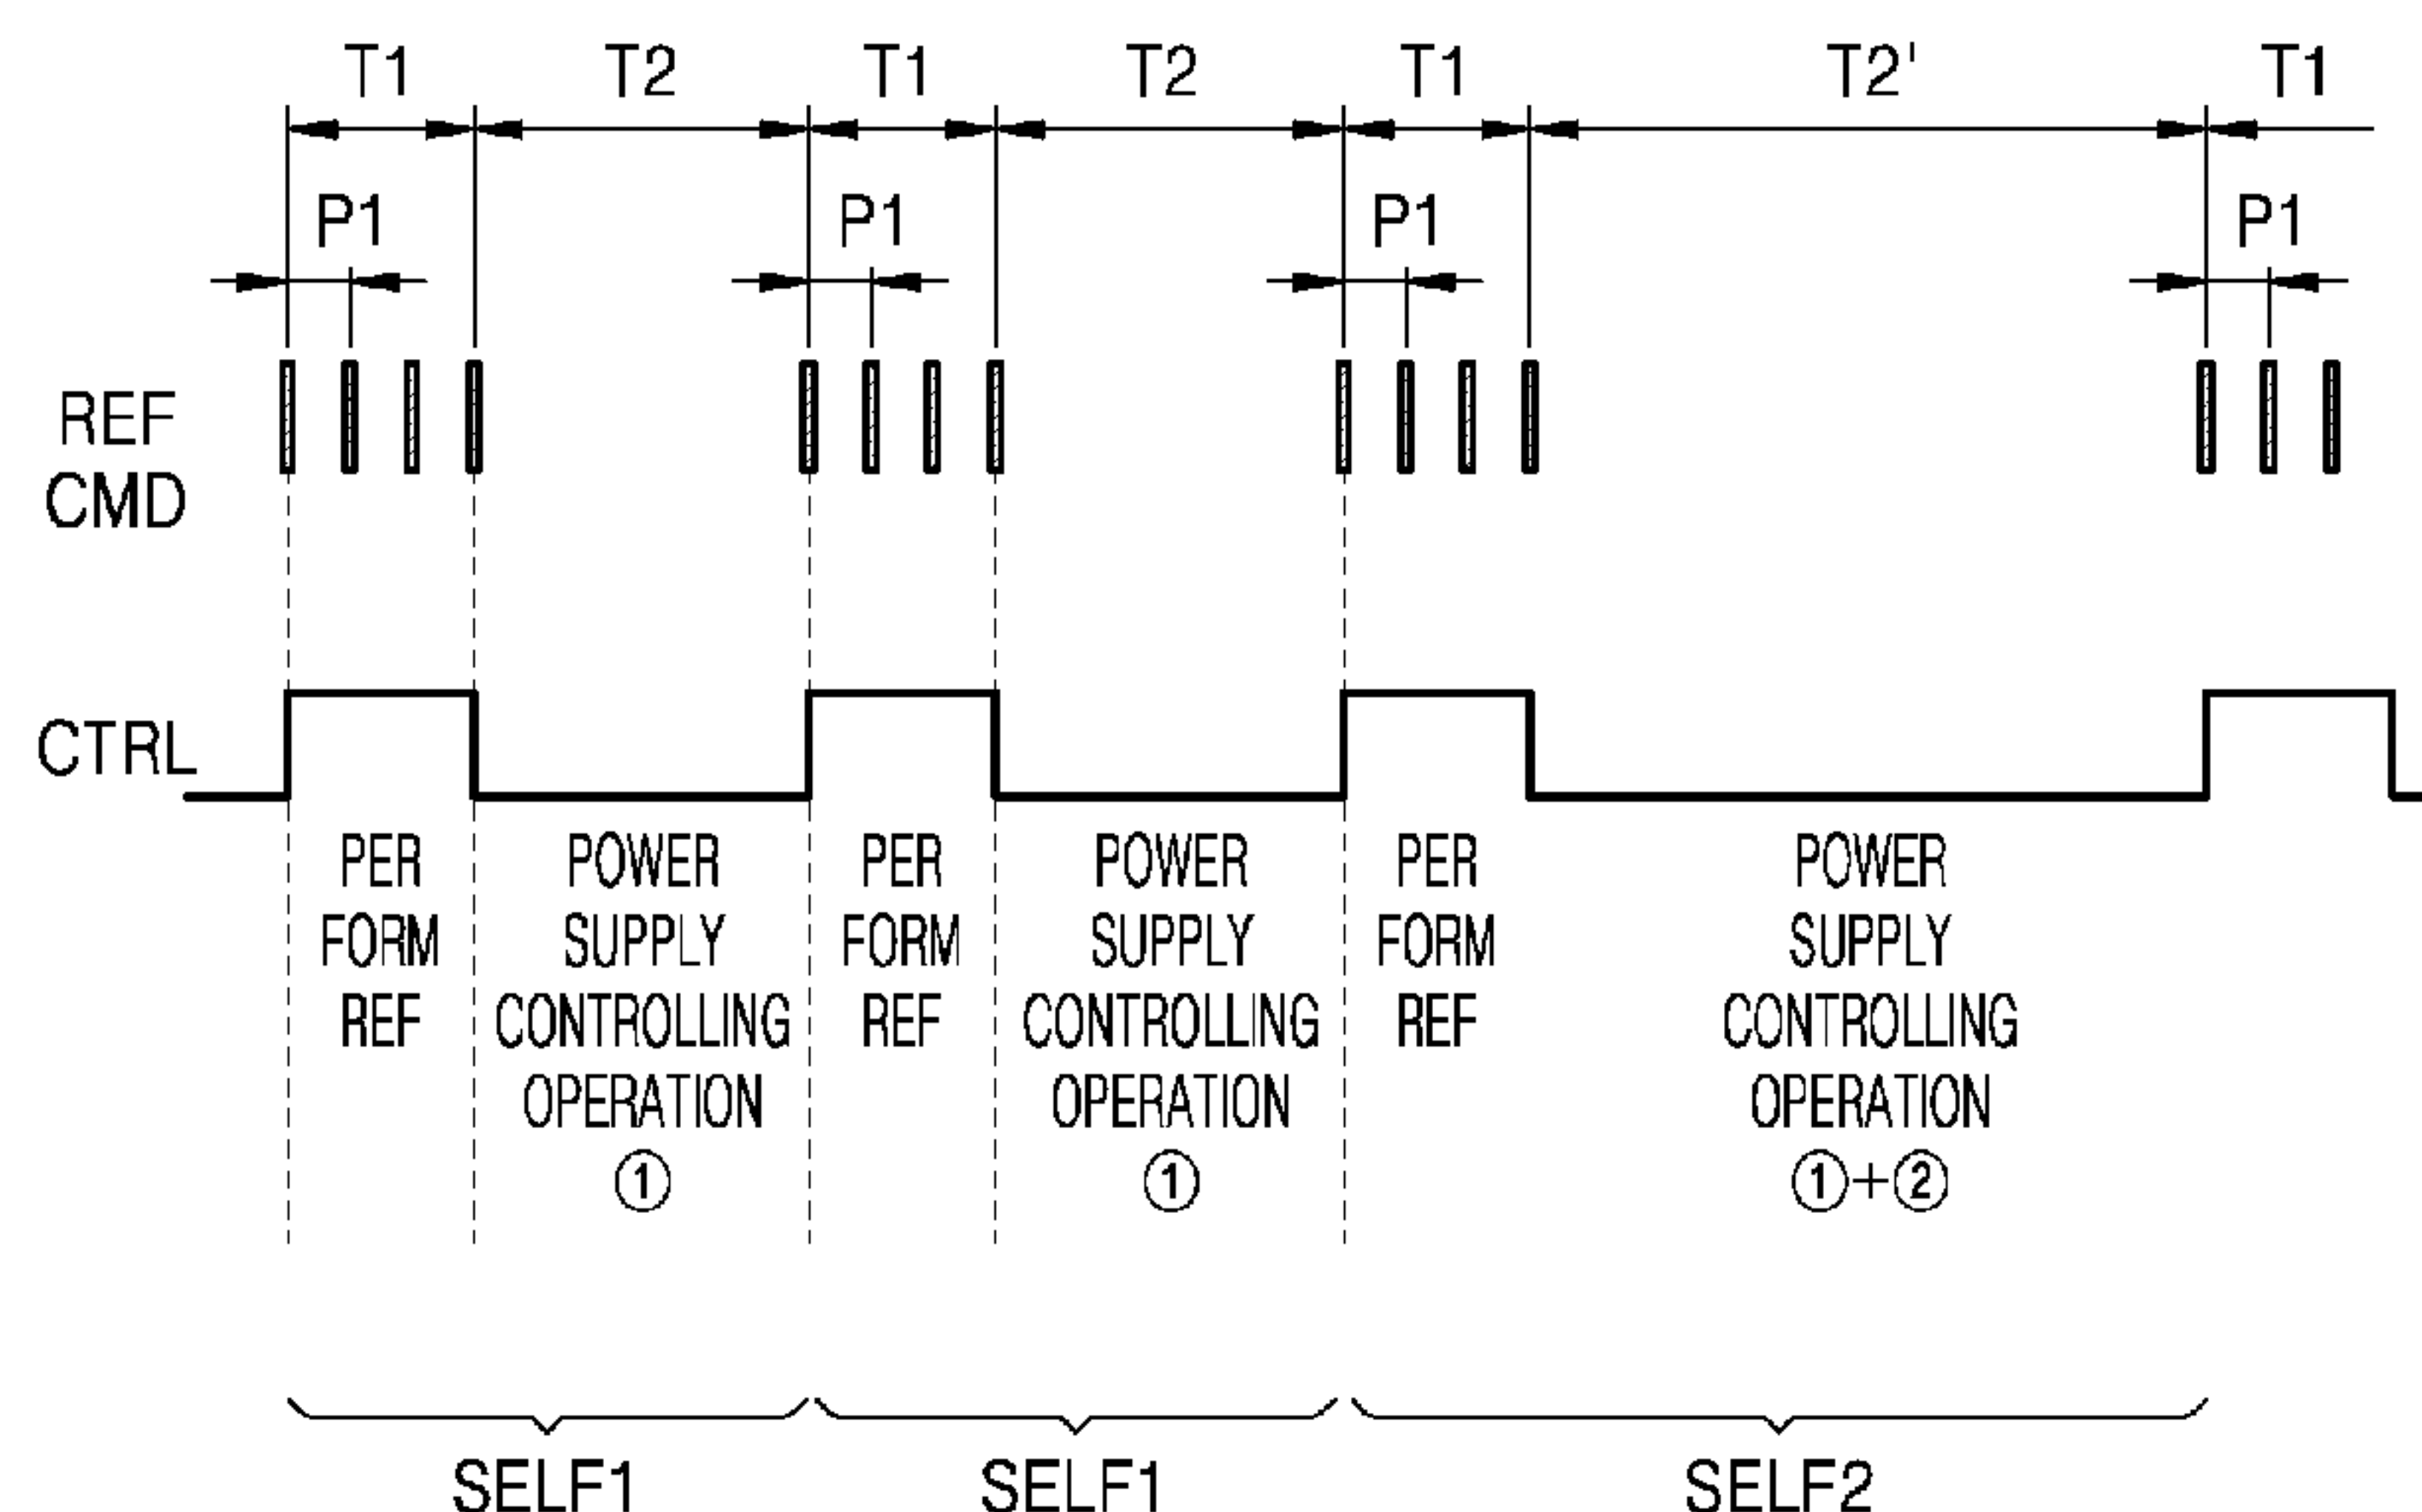 T1 T2 T1 T2 T1 T2' T1
P1 P1 P1 P1
REF
CMD
CTRL
PER POWER PER POWER PER POWER
FORM SUPPLY FORM SUPPLY FORM SUPPLY
REF CONTROLLING REF CONTROLLING REF CONTROLLING
OPERATION OPERATION OPERATION
① ① ①+②
SELF1 SELF1 SELF2